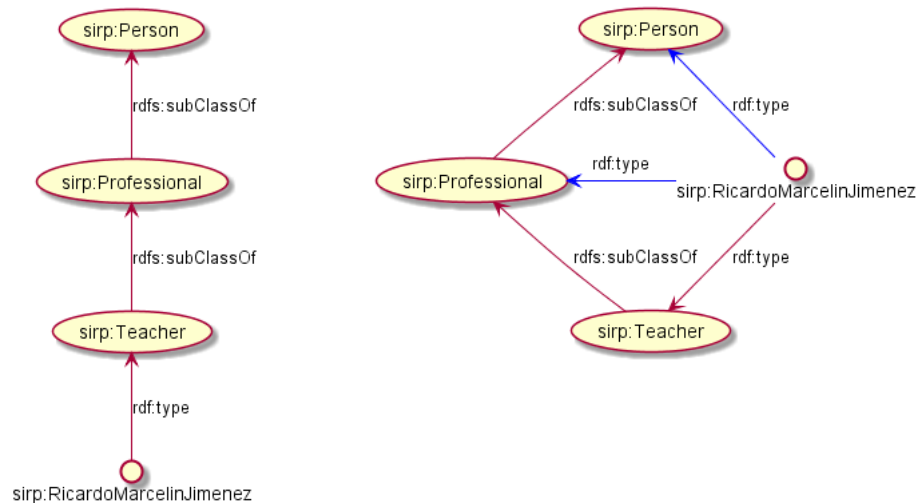 sirp:Person
rdfs:subClassOf
sirp:Professional
rdfs:subClassOf
sirp:Teacher
rdf:type
sirp:RicardoMarcelinJimenez
sirp:Person
rdfs:subClassOf
rdf:type
sirp:Professional
rdf:type
sirp:RicardoMarcelinJimenez
rdfs:subClassOf
rdf:type
sirp:Teacher